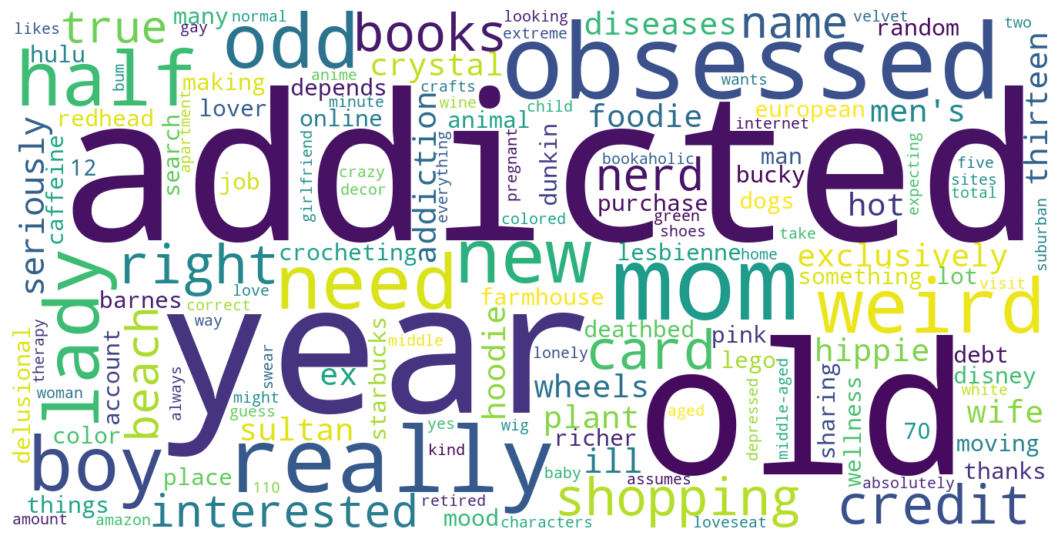 likes
true
many
normal
gay
odd
books
looking
extreme
diseases
name
velvet
random
two
hulu
bum
half
making
anime
depends
crystal
obsessed
wants
thirteen
redhead
apartment
search
lover
minute
online
crafts
wine
child
animal
foodie
european
men's
seriously
caffeine
12
addicted
job
girlfriend
crazy
decor
addiction
everything
pregnant
dunkin
bookaholic
nerd
internet
man
bucky
dogs
hot
expecting
five
sites
total
purchase
colored
green
shoes
take
suburban
lady
right
crocheting
need
new
lesbienne
home
mom
exclusively
something
lot
visit
barnes
love
correct
way
farmhouse
weird
delusional
therapy
woman
account
beach
always
year
might
swear
guess
ex
starbucks
middle
hoodie
lonely
deathbed
card
pink
lego
hippie
debt
disney
white
wheels
old
aged
depressed
middle-aged
sharing
wellness
wife
color
sultan
yes
wig
plant
richer
70
moving
boy
place
110
really
kind
baby
ill
assumes
absolutely
thanks
things
amount
amazon
interested
retired
mood
characters
shopping
loveseat
credit